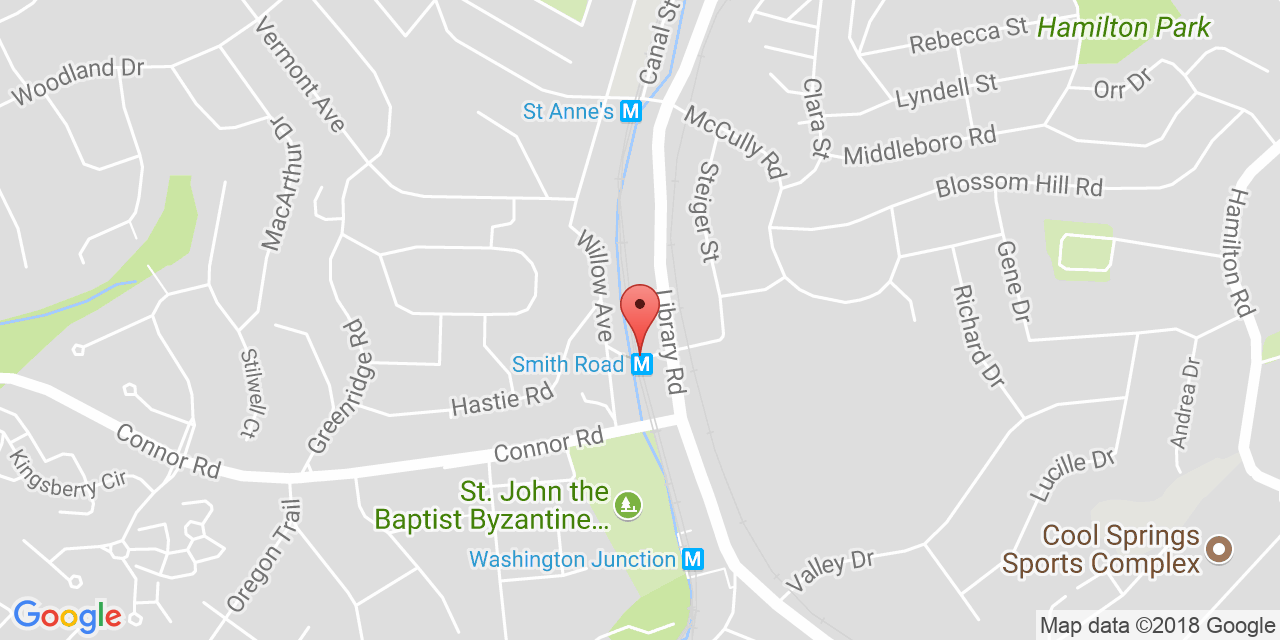 Canal St
Vermont Ave
Rebecca St
Hamilton Park
Woodland Dr
Clara St
Lyndell St
Orr Dr
St Anne's
M
McCully Rd
MacArthur Dr
Middleboro Rd
Steiger St
Blossom Hill Rd
Hamilton Rd
Willow Ave
Gene Dr
Library Rd
Richard Dr
Greenridge Rd
Smith Road
M
Stilwell Ct
Hastie Rd
Andrea Dr
Connor Rd
Connor Rd
Kingsberry Cir
Lucille Dr
St. John the
Baptist Byzantine...
Oregon Trail
Cool Springs
Sports Complex
Washington Junction
M
Valley Dr
Google
Map data ©2018 Google